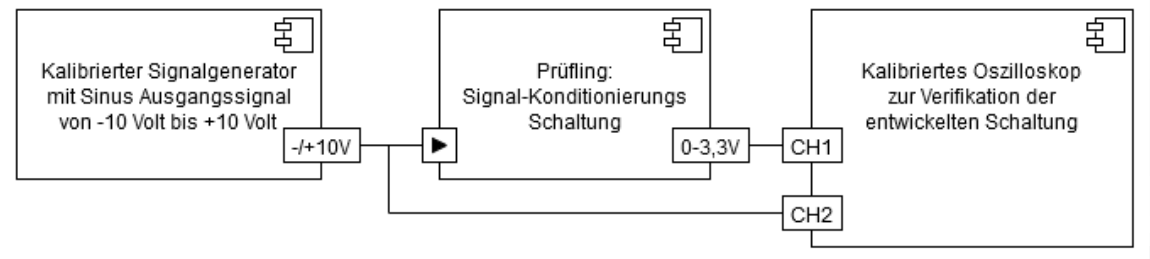 Kalibrierter Signalgenerator
mit Sinus Ausgangssignal
von -10 Volt bis +10 Volt
-/+10V
Prüfling:
Signal-Konditionierungs
Schaltung
0-3,3V
Kalibriertes Oszilloskop
zur Verifikation der
entwickelten Schaltung
CH1
CH2